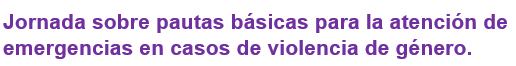 Jornada sobre pautas básicas para la atención de
emergencias en casos de violencia de género.